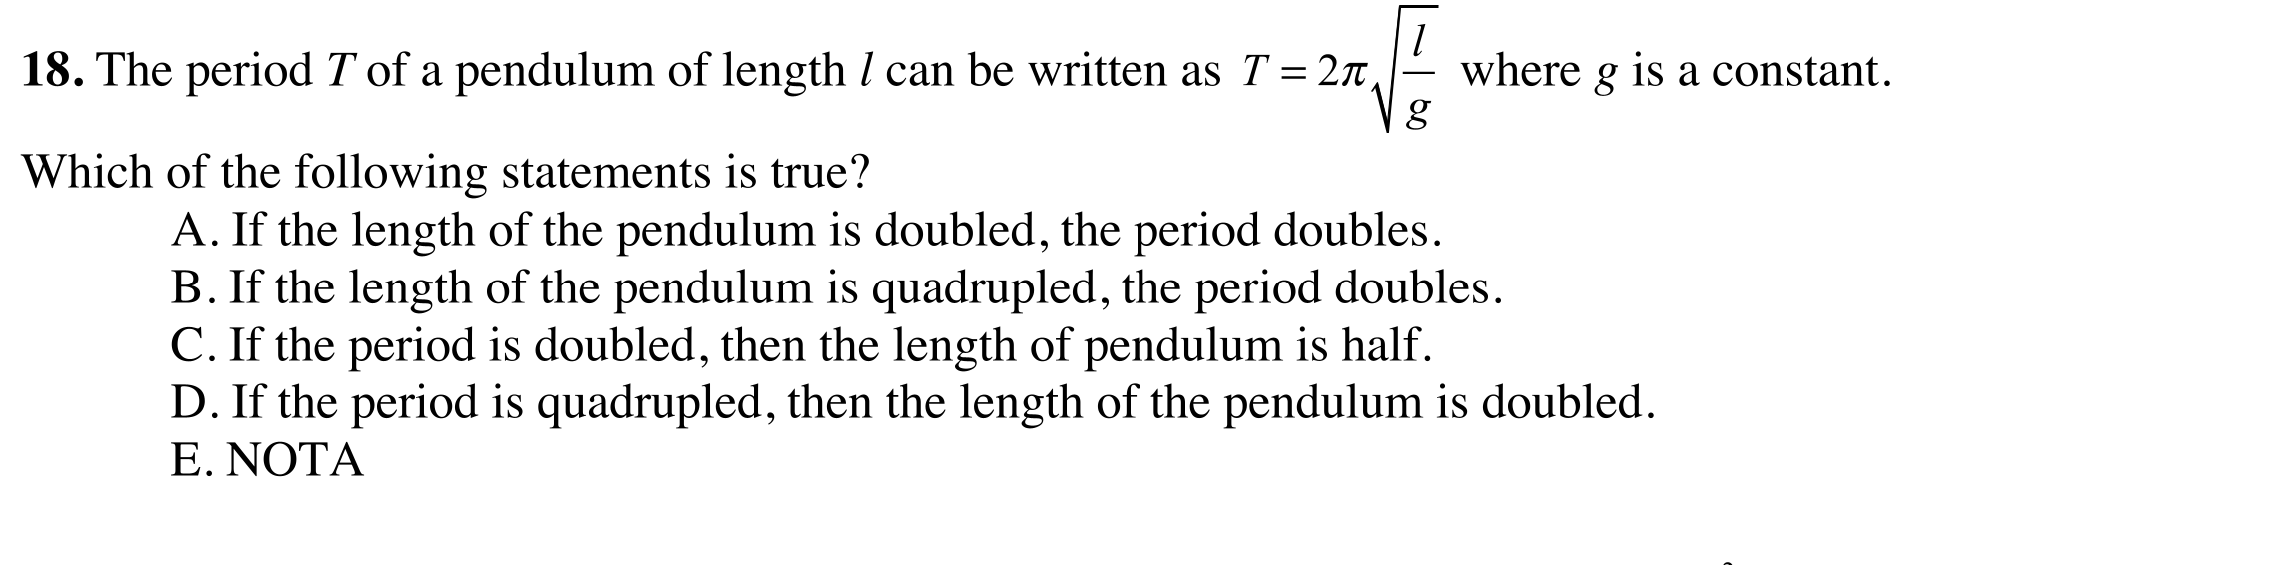 18. The period T of a pendulum of length l can be written as T = 2π√(l/g) where g is a constant.
Which of the following statements is true?
A. If the length of the pendulum is doubled, the period doubles.
B. If the length of the pendulum is quadrupled, the period doubles.
C. If the period is doubled, then the length of pendulum is half.
D. If the period is quadrupled, then the length of the pendulum is doubled.
E. NOTA